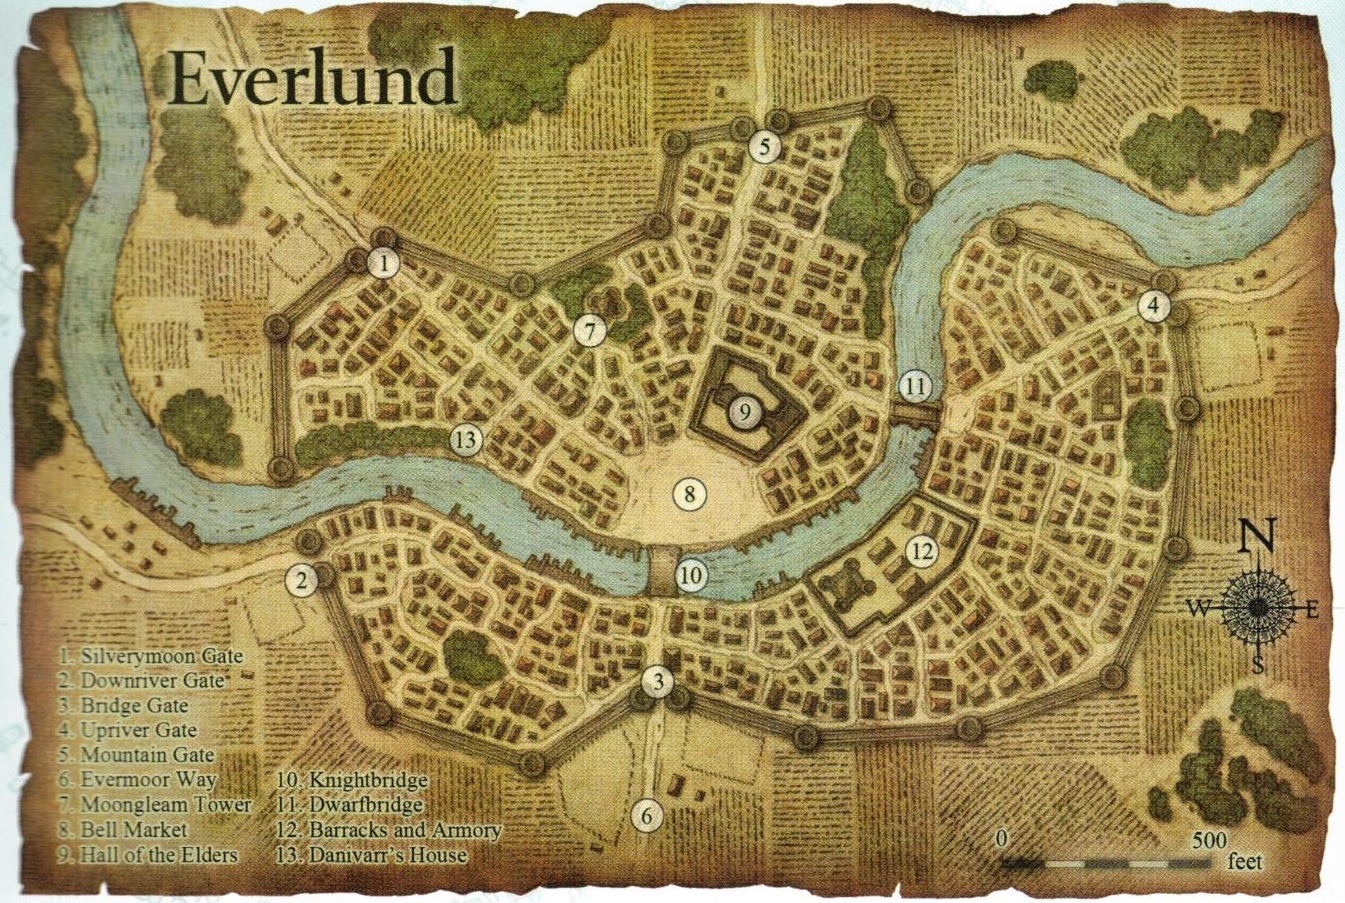 Everlund
5
1
4
7
11
9
13
8
12
10
2
3
6
N
W E
S
1. Silverymoon Gate
2. Downriver Gate
3. Bridge Gate
4. Upriver Gate
5. Mountain Gate
6. Evermoor Way
7. Moongleam Tower
8. Bell Market
9. Hall of the Elders
10. Knightbridge
11. Dwarfbridge
12. Barracks and Armory
13. Danivarr's House
0 500
feet